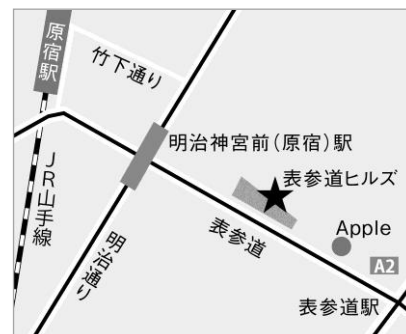 原宿駅
竹下通り
明治神宮前(原宿)駅
表参道ヒルズ
JR山手線
明治通り
表参道
Apple
A2
表参道駅